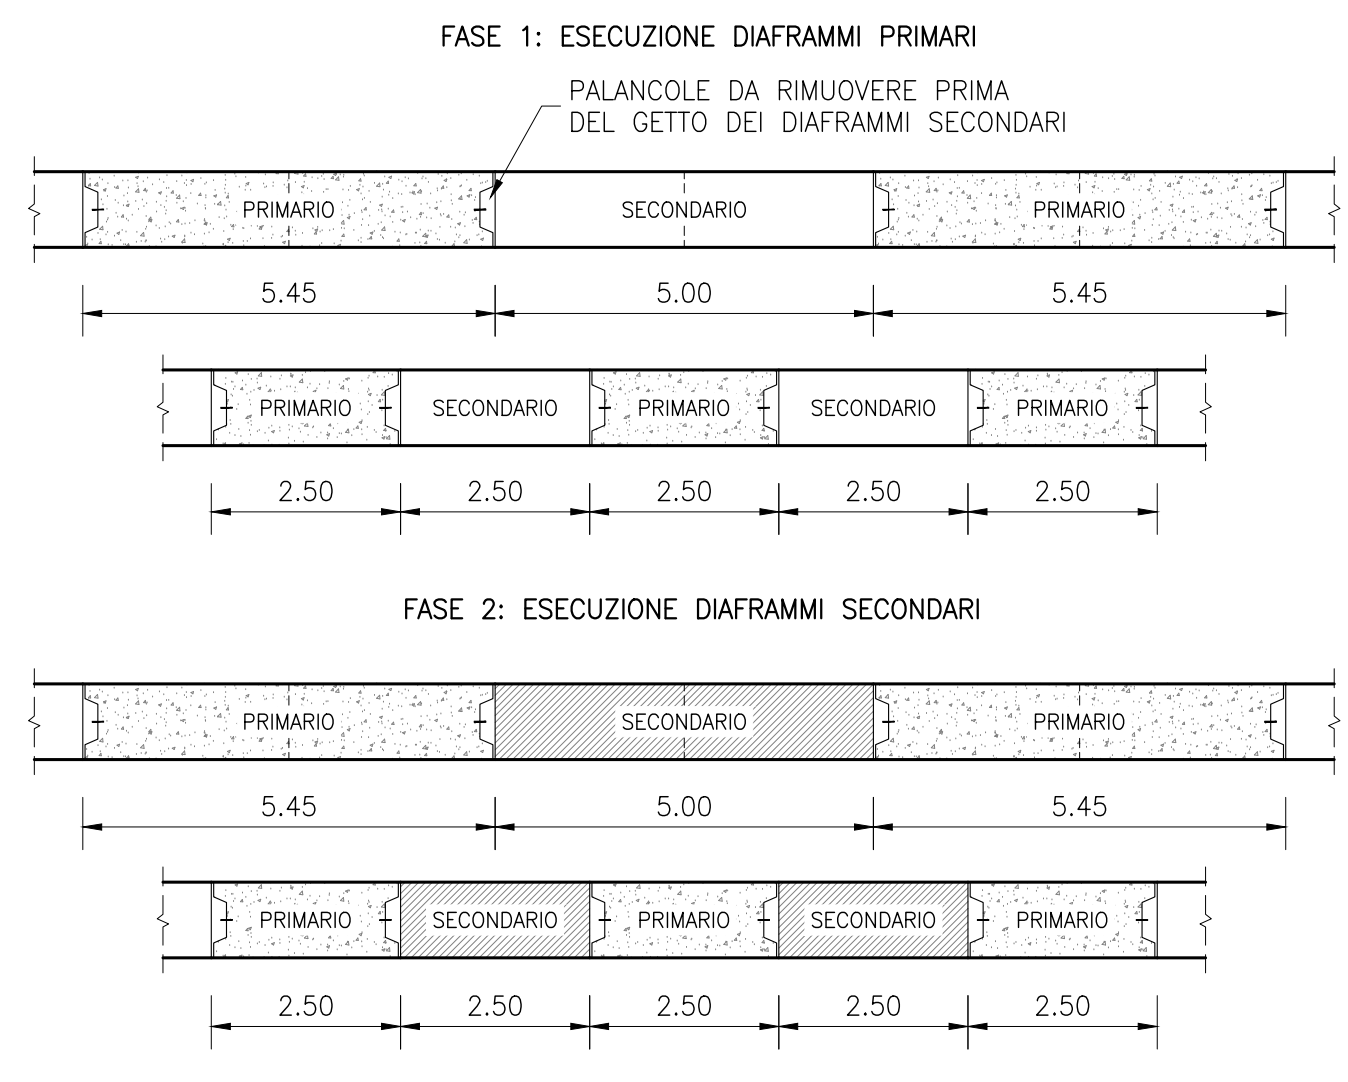 FASE 1: ESECUZIONE DIAFRAMMI PRIMARI
PALANCOLE DA RIMUOVERE PRIMA
DEL GETTO DEI DIAFRAMMI SECONDARI
PRIMARIO SECONDARIO PRIMARIO
5.45 5.00 5.45
PRIMARIO SECONDARIO PRIMARIO SECONDARIO PRIMARIO
2.50 2.50 2.50 2.50 2.50
FASE 2: ESECUZIONE DIAFRAMMI SECONDARI
PRIMARIO SECONDARIO PRIMARIO
5.45 5.00 5.45
PRIMARIO SECONDARIO PRIMARIO SECONDARIO PRIMARIO
2.50 2.50 2.50 2.50 2.50